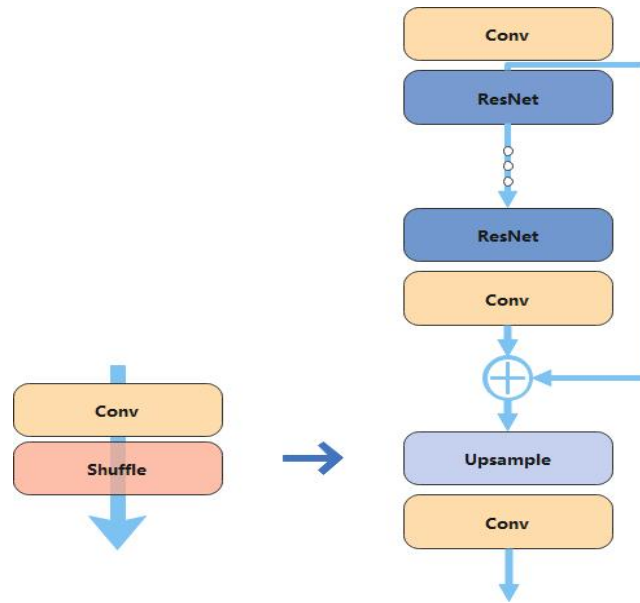 Conv
ResNet
ResNet
Conv
Conv
Shuffle
Upsample
Conv